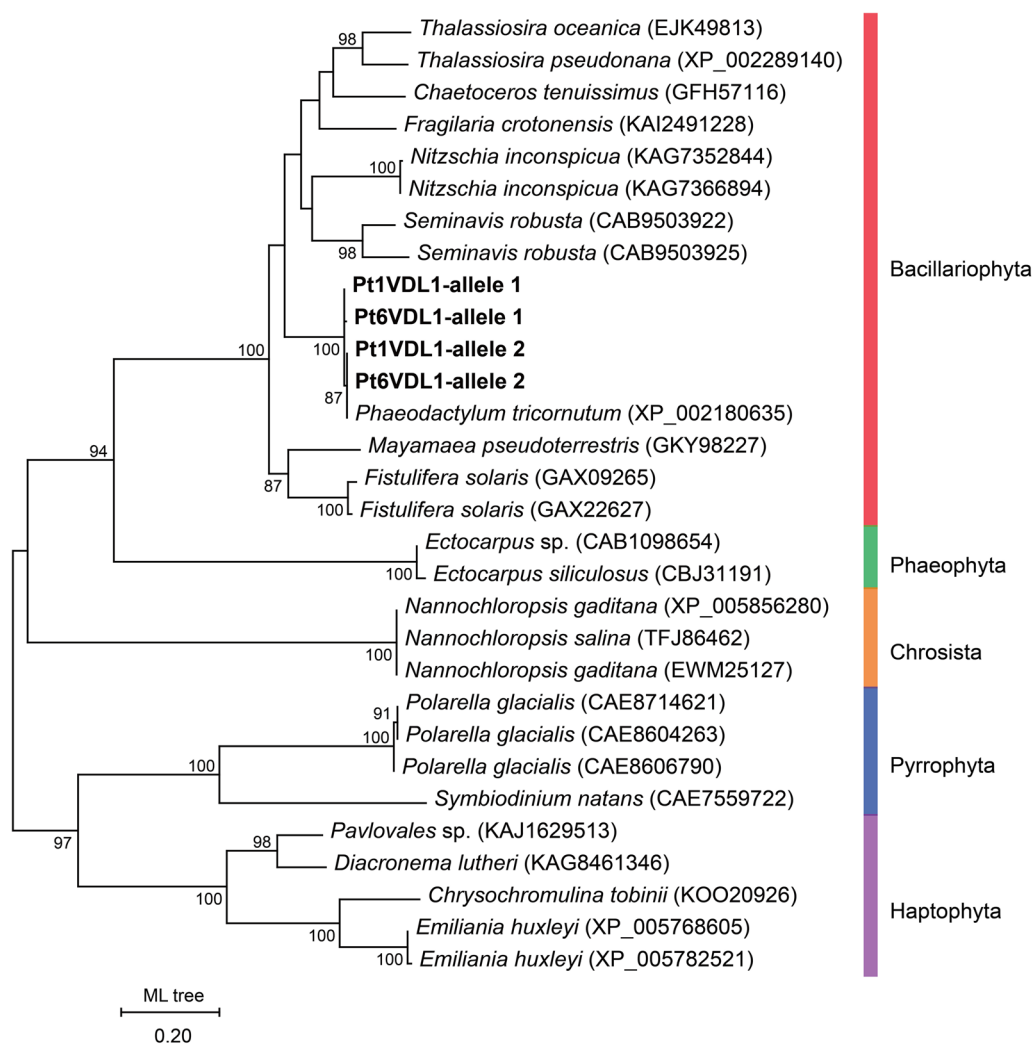 98
Thalassiosira oceanica (EJK49813)
Thalassiosira pseudonana (XP_002289140)
Chaetoceros tenuissimus (GFH57116)
Fragilaria crotonensis (KAI2491228)
100
Nitzschia inconspicua (KAG7352844)
Nitzschia inconspicua (KAG7366894)
Seminavis robusta (CAB9503922)
98
Seminavis robusta (CAB9503925)
Bacillariophyta
Pt1VDL1-allele 1
Pt6VDL1-allele 1
100
100
Pt1VDL1-allele 2
Pt6VDL1-allele 2
87
Phaeodactylum tricornutum (XP_002180635)
94
Mayamaea pseudoterrestris (GKY98227)
87
Fistulifera solaris (GAX09265)
100
Fistulifera solaris (GAX22627)
Ectocarpus sp. (CAB1098654)
100
Ectocarpus siliculosus (CBJ31191)
Phaeophyta
Nannochloropsis gaditana (XP_005856280)
Nannochloropsis salina (TFJ86462)
100
Nannochloropsis gaditana (EWM25127)
Chrosista
Polarella glacialis (CAE8714621)
91
Polarella glacialis (CAE8604263)
100
Polarella glacialis (CAE8606790)
100
Symbiodinium natans (CAE7559722)
Pyrrophyta
97
Pavlovales sp. (KAJ1629513)
98
Diacronema lutheri (KAG8461346)
100
Chrysochromulina tobinii (KOO20926)
100
Emiliania huxleyi (XP_005768605)
100
Emiliania huxleyi (XP_005782521)
Haptophyta
ML tree
0.20